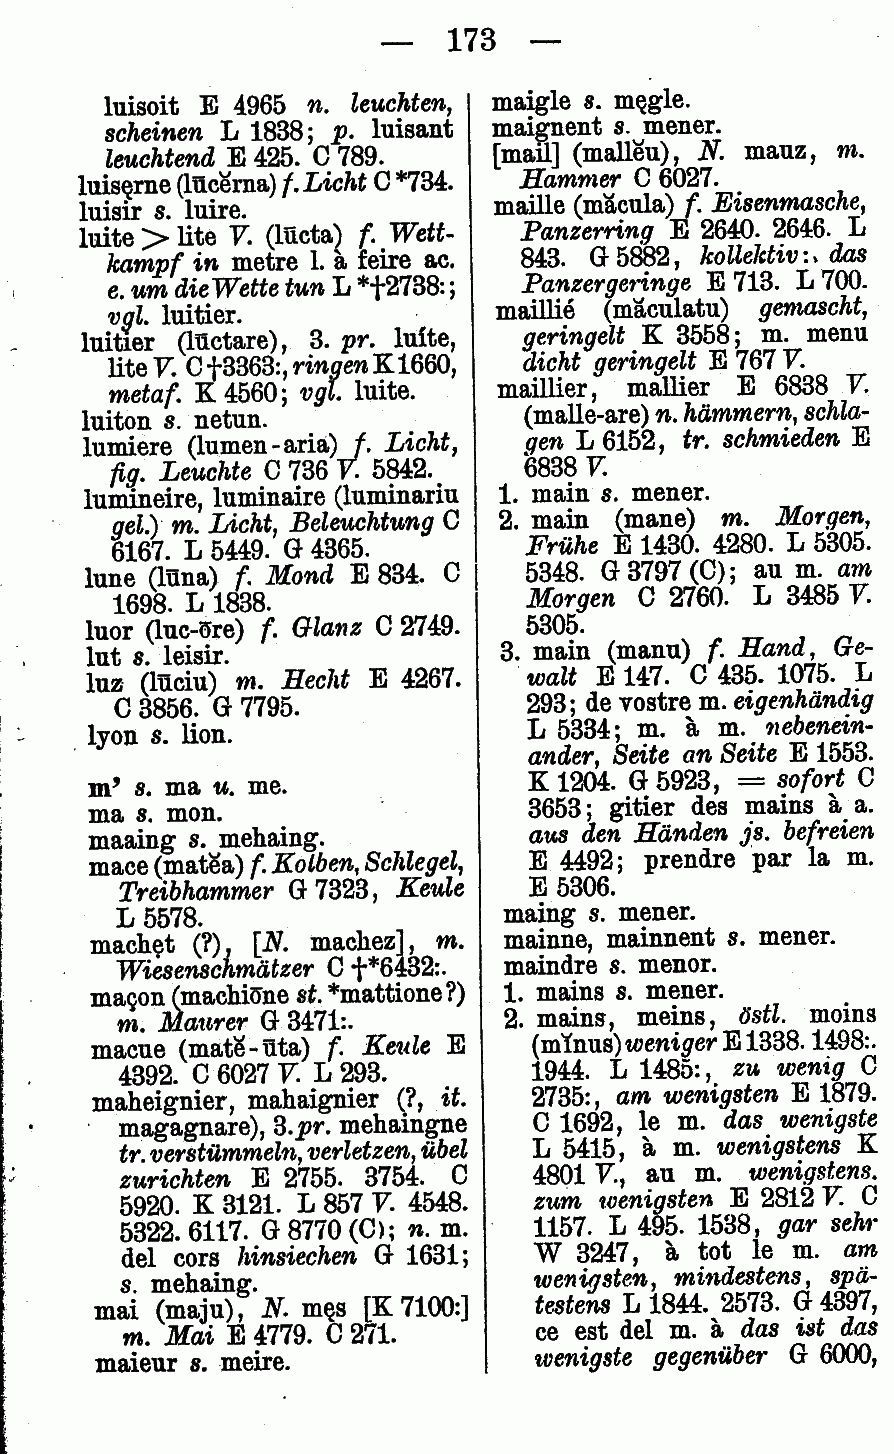 — 173 —
luisoit E 4965 n. leuchten,
scheinen L 1838; p. luisant
leuchtend E 425. C 789.
luisęrne (lūcĕrna) f. Licht C *734.
luisir s. luire.
luite > lite V. (lūcta) f. Wett-
kampf in metre l. à feire ac.
e. um die Wette tun L *†2738:;
vgl. luitier.
luitier (lūctare), 3. pr. luíte,
lite V. C †3363:, ringen K 1660,
metaf. K 4560; vgl. luite.
luiton s. netun.
lumiere (lumen-aria) f. Licht,
fig. Leuchte C 736 V. 5842.
lumineire, luminaire (luminariu
gel.) m. Licht, Beleuchtung C
6167. L 5449. G 4365.
lune (lūna) f. Mond E 834. C
1698. L 1838.
luor (luc-ōre) f. Glanz C 2749.
lut s. leisir.
luz (lūciu) m. Hecht E 4267.
C 3856. G 7795.
lyon s. lion.
m’ s. ma u. me.
ma s. mon.
maaing s. mehaing.
mace (matĕa) f. Kolben, Schlegel,
Treibhammer G 7323, Keule
L 5578.
machęt (?), [N. machez], m.
Wiesenschmätzer C †*6432:.
maçon (machiōne st. *mattione?)
m. Maurer G 3471:.
macue (matĕ-ūta) f. Keule E
4392. C 6027 V. L 293.
maheignier, mahaignier (?, it.
magagnare), 3. pr. mehaingne
tr. verstümmeln, verletzen, übel
zurichten E 2755. 3754. C
5920. K 3121. L 857 V. 4548.
5322. 6117. G 8770 (C); n. m.
del cors hinsiechen G 1631;
s. mehaing.
mai (maju), N. męs [K 7100:]
m. Mai E 4779. C 271.
maieur s. meire.
maigle s. męgle.
maignent s. mener.
[mail] (mallĕu), N. mauz, m.
Hammer C 6027.
maille (măcula) f. Eisenmasche,
Panzerring E 2640. 2646. L
843. G 5882, kollektiv:, das
Panzergeringe E 713. L 700.
maillié (măculatu) gemascht,
geringelt K 3558; m. menu
dicht geringelt E 767 V.
maillier, mallier E 6838 V.
(malle-are) n. hämmern, schla-
gen L 6152, tr. schmieden E
6838 V.
1. main s. mener.
2. main (mane) m. Morgen,
Frühe E 1430. 4280. L 5305.
5348. G 3797 (C); au m. am
Morgen C 2760. L 3485 V.
5305.
3. main (manu) f. Hand, Ge-
walt E 147. C 435. 1075. L
293; de vostre m. eigenhändig
L 5334; m. à m. nebenein-
ander, Seite an Seite E 1553.
K 1204. G 5923, = sofort C
3653; gitier des mains à a.
aus den Händen js. befreien
E 4492; prendre par la m.
E 5306.
maing s. mener.
mainne, mainnent s. mener.
maindre s. menor.
1. mains s. mener.
2. mains, meins, östl. moins
(mĭnus) weniger E 1338. 1498:.
1944. L 1485:, zu wenig C
2735:, am wenigsten E 1879.
C 1692, le m. das wenigste
L 5415, à m. wenigstens K
4801 V., au m. wenigstens.
zum wenigsten E 2812 V. C
1157. L 495. 1538, gar sehr
W 3247, à tot le m. am
wenigsten, mindestens, spä-
testens L 1844. 2573. G 4397,
ce est del m. à das ist das
wenigste gegenüber G 6000,